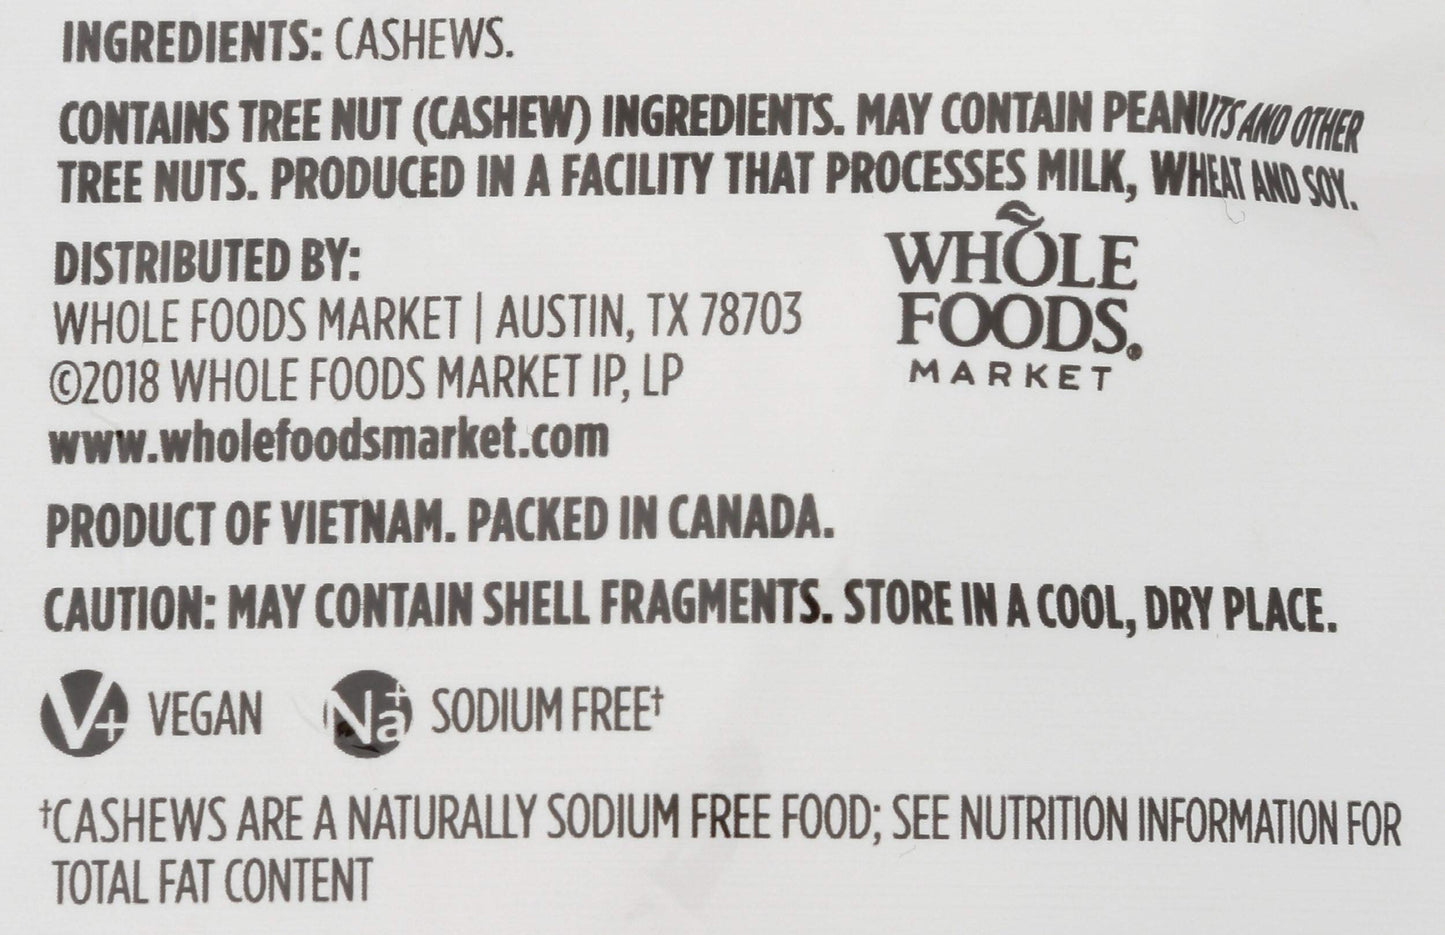 INGREDIENTS: CASHEWS.
CONTAINS TREE NUT (CASHEW) INGREDIENTS. MAY CONTAIN PEANUTS AND OTHER
TREE NUTS. PRODUCED IN A FACILITY THAT PROCESSES MILK, WHEAT AND SOY.
DISTRIBUTED BY:
WHOLE FOODS MARKET | AUSTIN, TX 78703
©2018 WHOLE FOODS MARKET IP, LP
www.wholefoodsmarket.com
WHOLE
FOODS
MARKET
PRODUCT OF VIETNAM. PACKED IN CANADA.
CAUTION: MAY CONTAIN SHELL FRAGMENTS. STORE IN A COOL, DRY PLACE.
V+ VEGAN Na+ SODIUM FREE†
†CASHEWS ARE A NATURALLY SODIUM FREE FOOD; SEE NUTRITION INFORMATION FOR
TOTAL FAT CONTENT